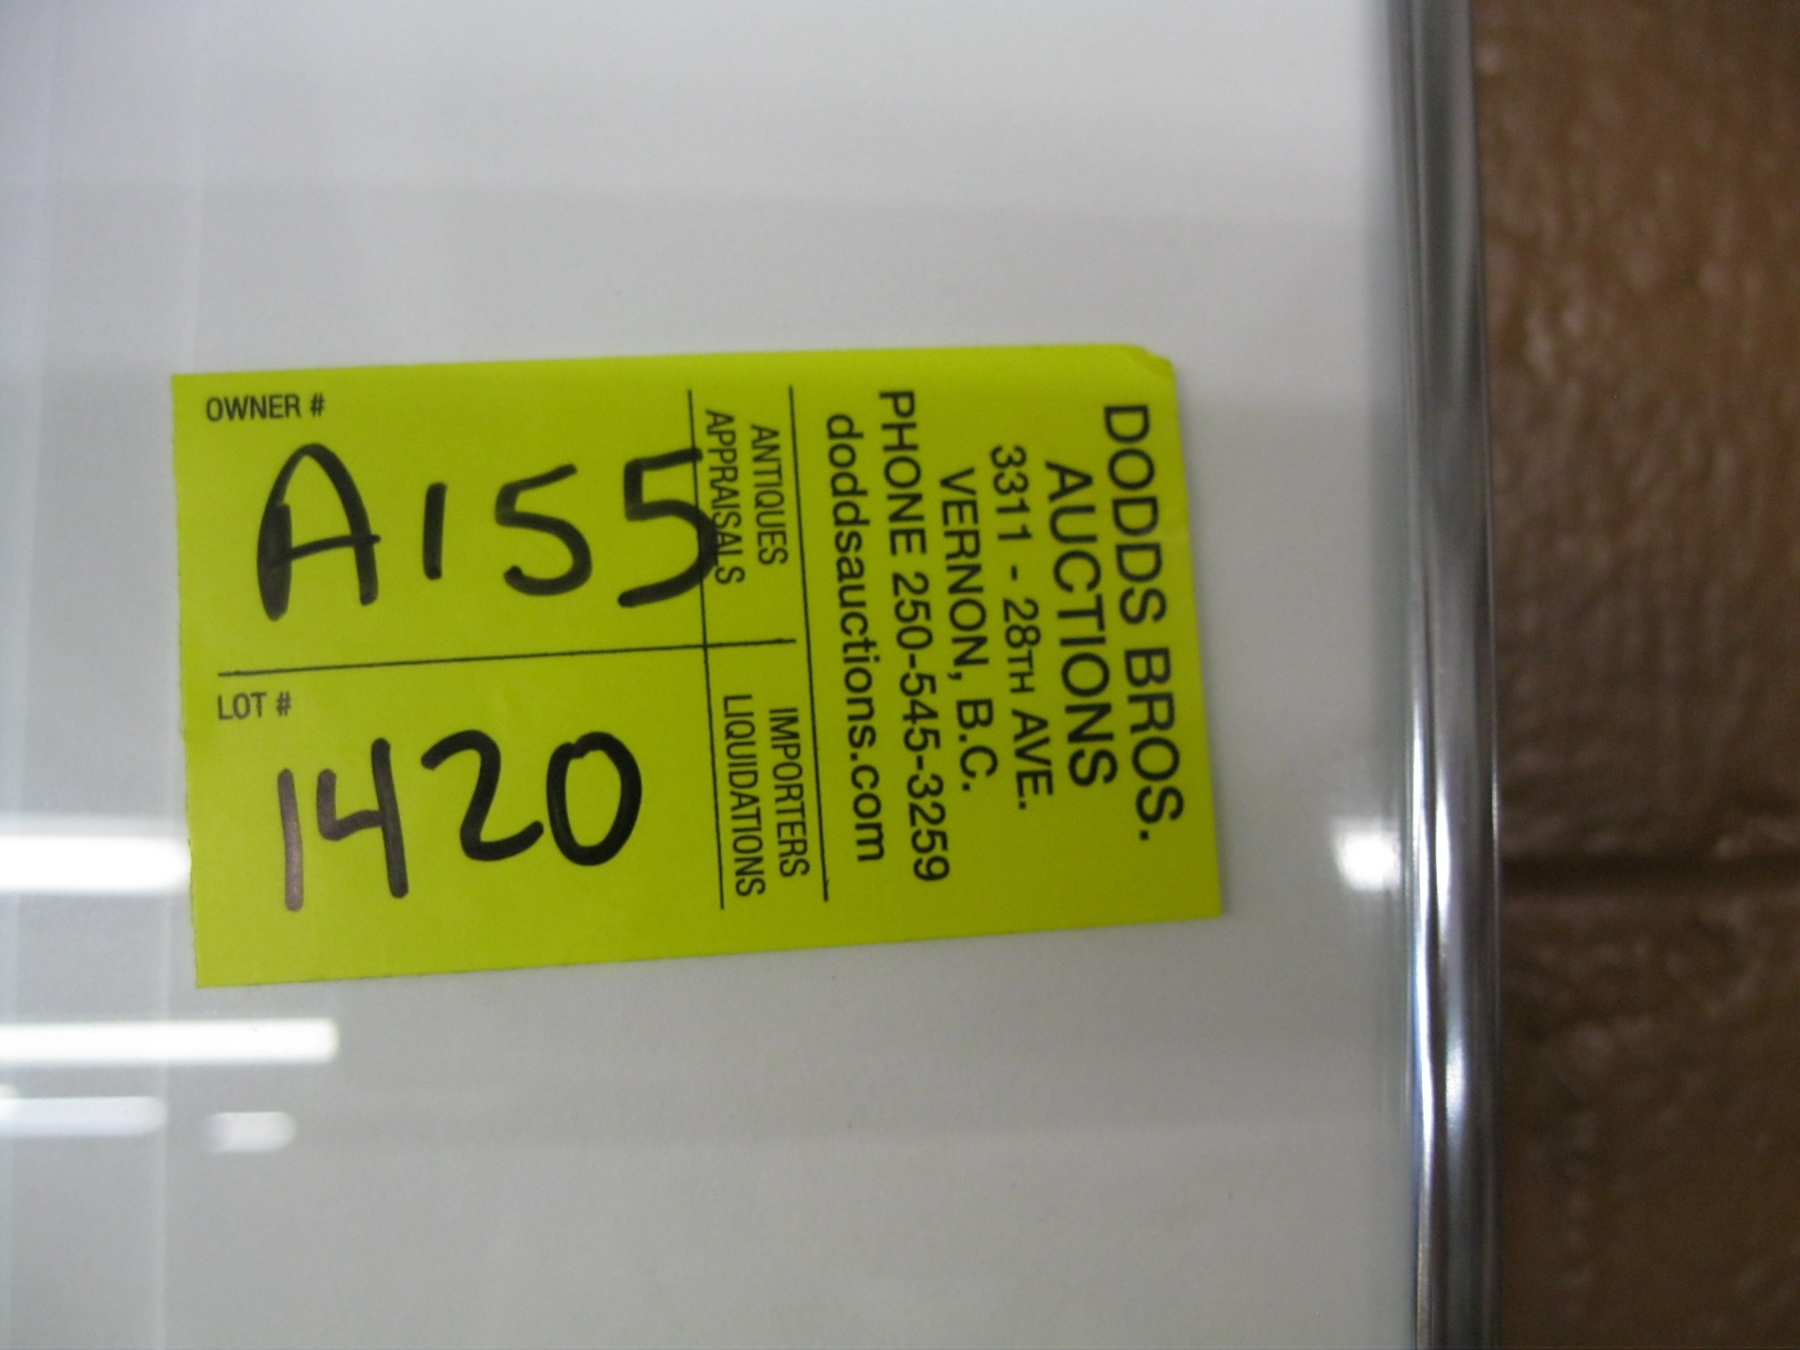 DODDS BROS.
AUCTIONS
3311 - 28TH AVE.
VERNON, B.C.
PHONE 250-545-3259
doddsauctions.com
ANTIQUES
APPRAISALS
IMPORTERS
LIQUIDATIONS
OWNER #
A155
LOT #
1420